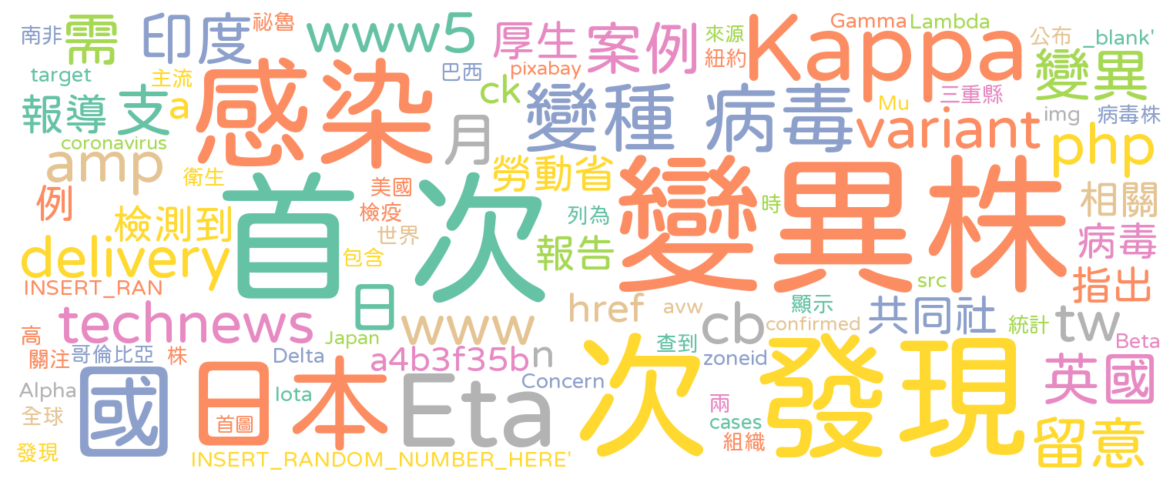 南非
需
印度
祕魯
www5
厚生
案例
來源
紐約
Gamma
Lambda
公布
_blank'
target
主流
巴西
pixabay
Kappa
變異
報導
支
a
感染
ck
變種
病毒
Mu
三重縣
img
病毒株
coronavirus
月
variant
php
amp
衛生
勞動省
例
美國
檢疫
首次
列為
變異株
時
相關
檢測到
世界
報告
病毒
delivery
包含
src
指出
INSERT_RAN
日
href
avw
顯示
technews
www
cb
confirmed
共同社
統計
tw
高
關注
哥倫比亞
株
Delta
Japan
a4b3f35b
n
次發現
查到
zoneid
Beta
Alpha
國
日本
Iota
Eta
Concern
兩
英國
全球
首圖
cases
組織
留意
發現
INSERT_RANDOM_NUMBER_HERE'